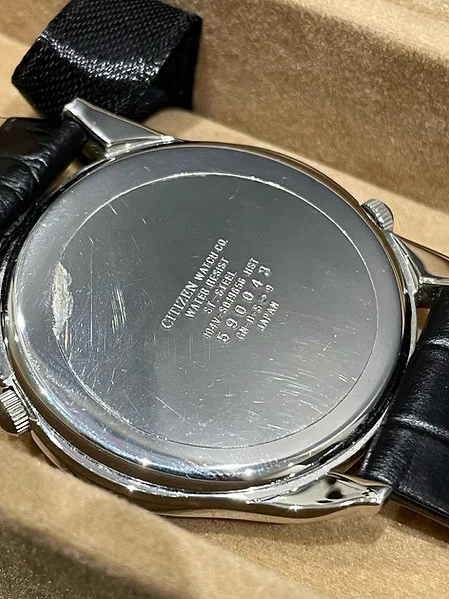 CITIZEN WATCH CO.
WATER RESIST
ST-STEEL
590043
JAPAN